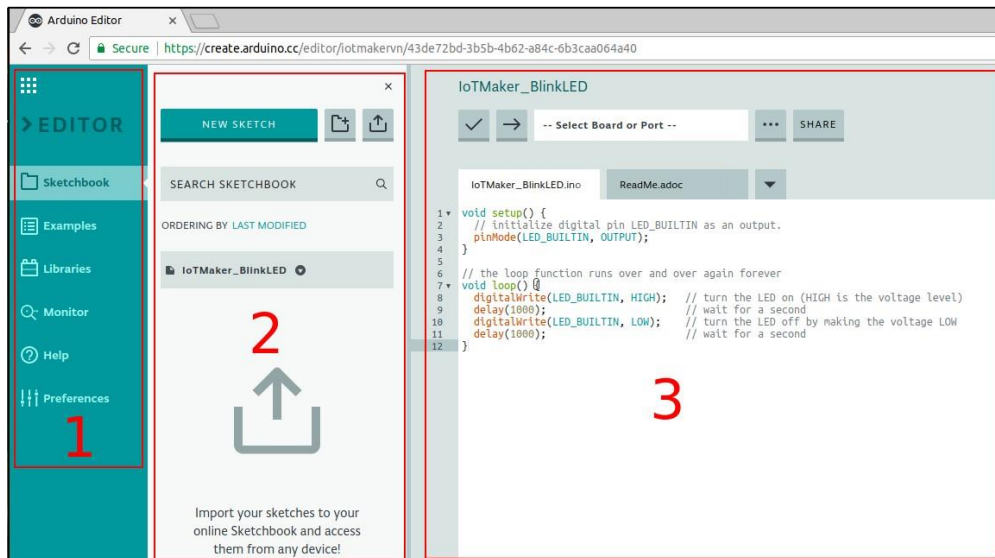 Arduino Editor
Secure | https://create.arduino.cc/editor/iotmakervn/43de72bd-3b5b-4b62-a84c-6b3caa064a40
>EDITOR
Sketchbook
Examples
Libraries
Monitor
Help
Preferences
1
NEW SKETCH
SEARCH SKETCHBOOK
ORDERING BY LAST MODIFIED
IoTMaker_BlinkLED
2
Import your sketches to your
online Sketchbook and access
them from any device!
IoTMaker_BlinkLED
-- Select Board or Port -- ... SHARE
IoTMaker_BlinkLED.ino ReadMe.adoc
1 void setup() {
2 // initialize digital pin LED_BUILTIN as an output.
3 pinMode(LED_BUILTIN, OUTPUT);
4 }
5
6 // the loop function runs over and over again forever
7 void loop() {
8 digitalWrite(LED_BUILTIN, HIGH); // turn the LED on (HIGH is the voltage level)
9 delay(1000); // wait for a second
10 digitalWrite(LED_BUILTIN, LOW); // turn the LED off by making the voltage LOW
11 delay(1000); // wait for a second
12 }
3